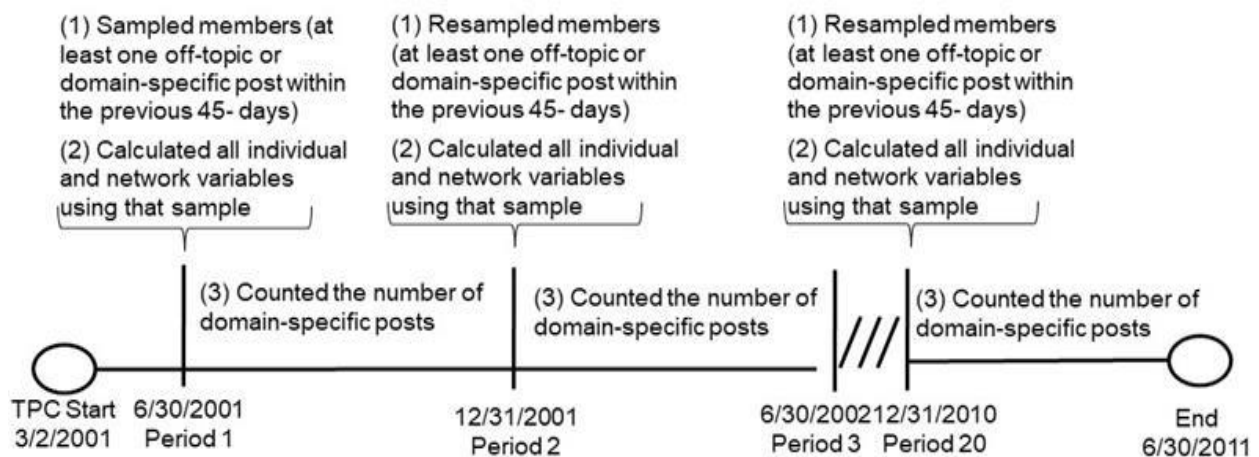 (1) Sampled members (at
least one off-topic or
domain-specific post within
the previous 45- days)
(2) Calculated all individual
and network variables
using that sample
(1) Resampled members
(at least one off-topic or
domain-specific post within
the previous 45- days)
(2) Calculated all individual
and network variables
using that sample
(1) Resampled members
(at least one off-topic or
domain-specific post within
the previous 45- days)
(2) Calculated all individual
and network variables
using that sample
(3) Counted the number of
domain-specific posts
(3) Counted the number of
domain-specific posts
(3) Counted the number of
domain-specific posts
TPC Start
3/2/2001
6/30/2001
Period 1
12/31/2001
Period 2
6/30/2002
Period 3
12/31/2010
Period 20
End
6/30/2011